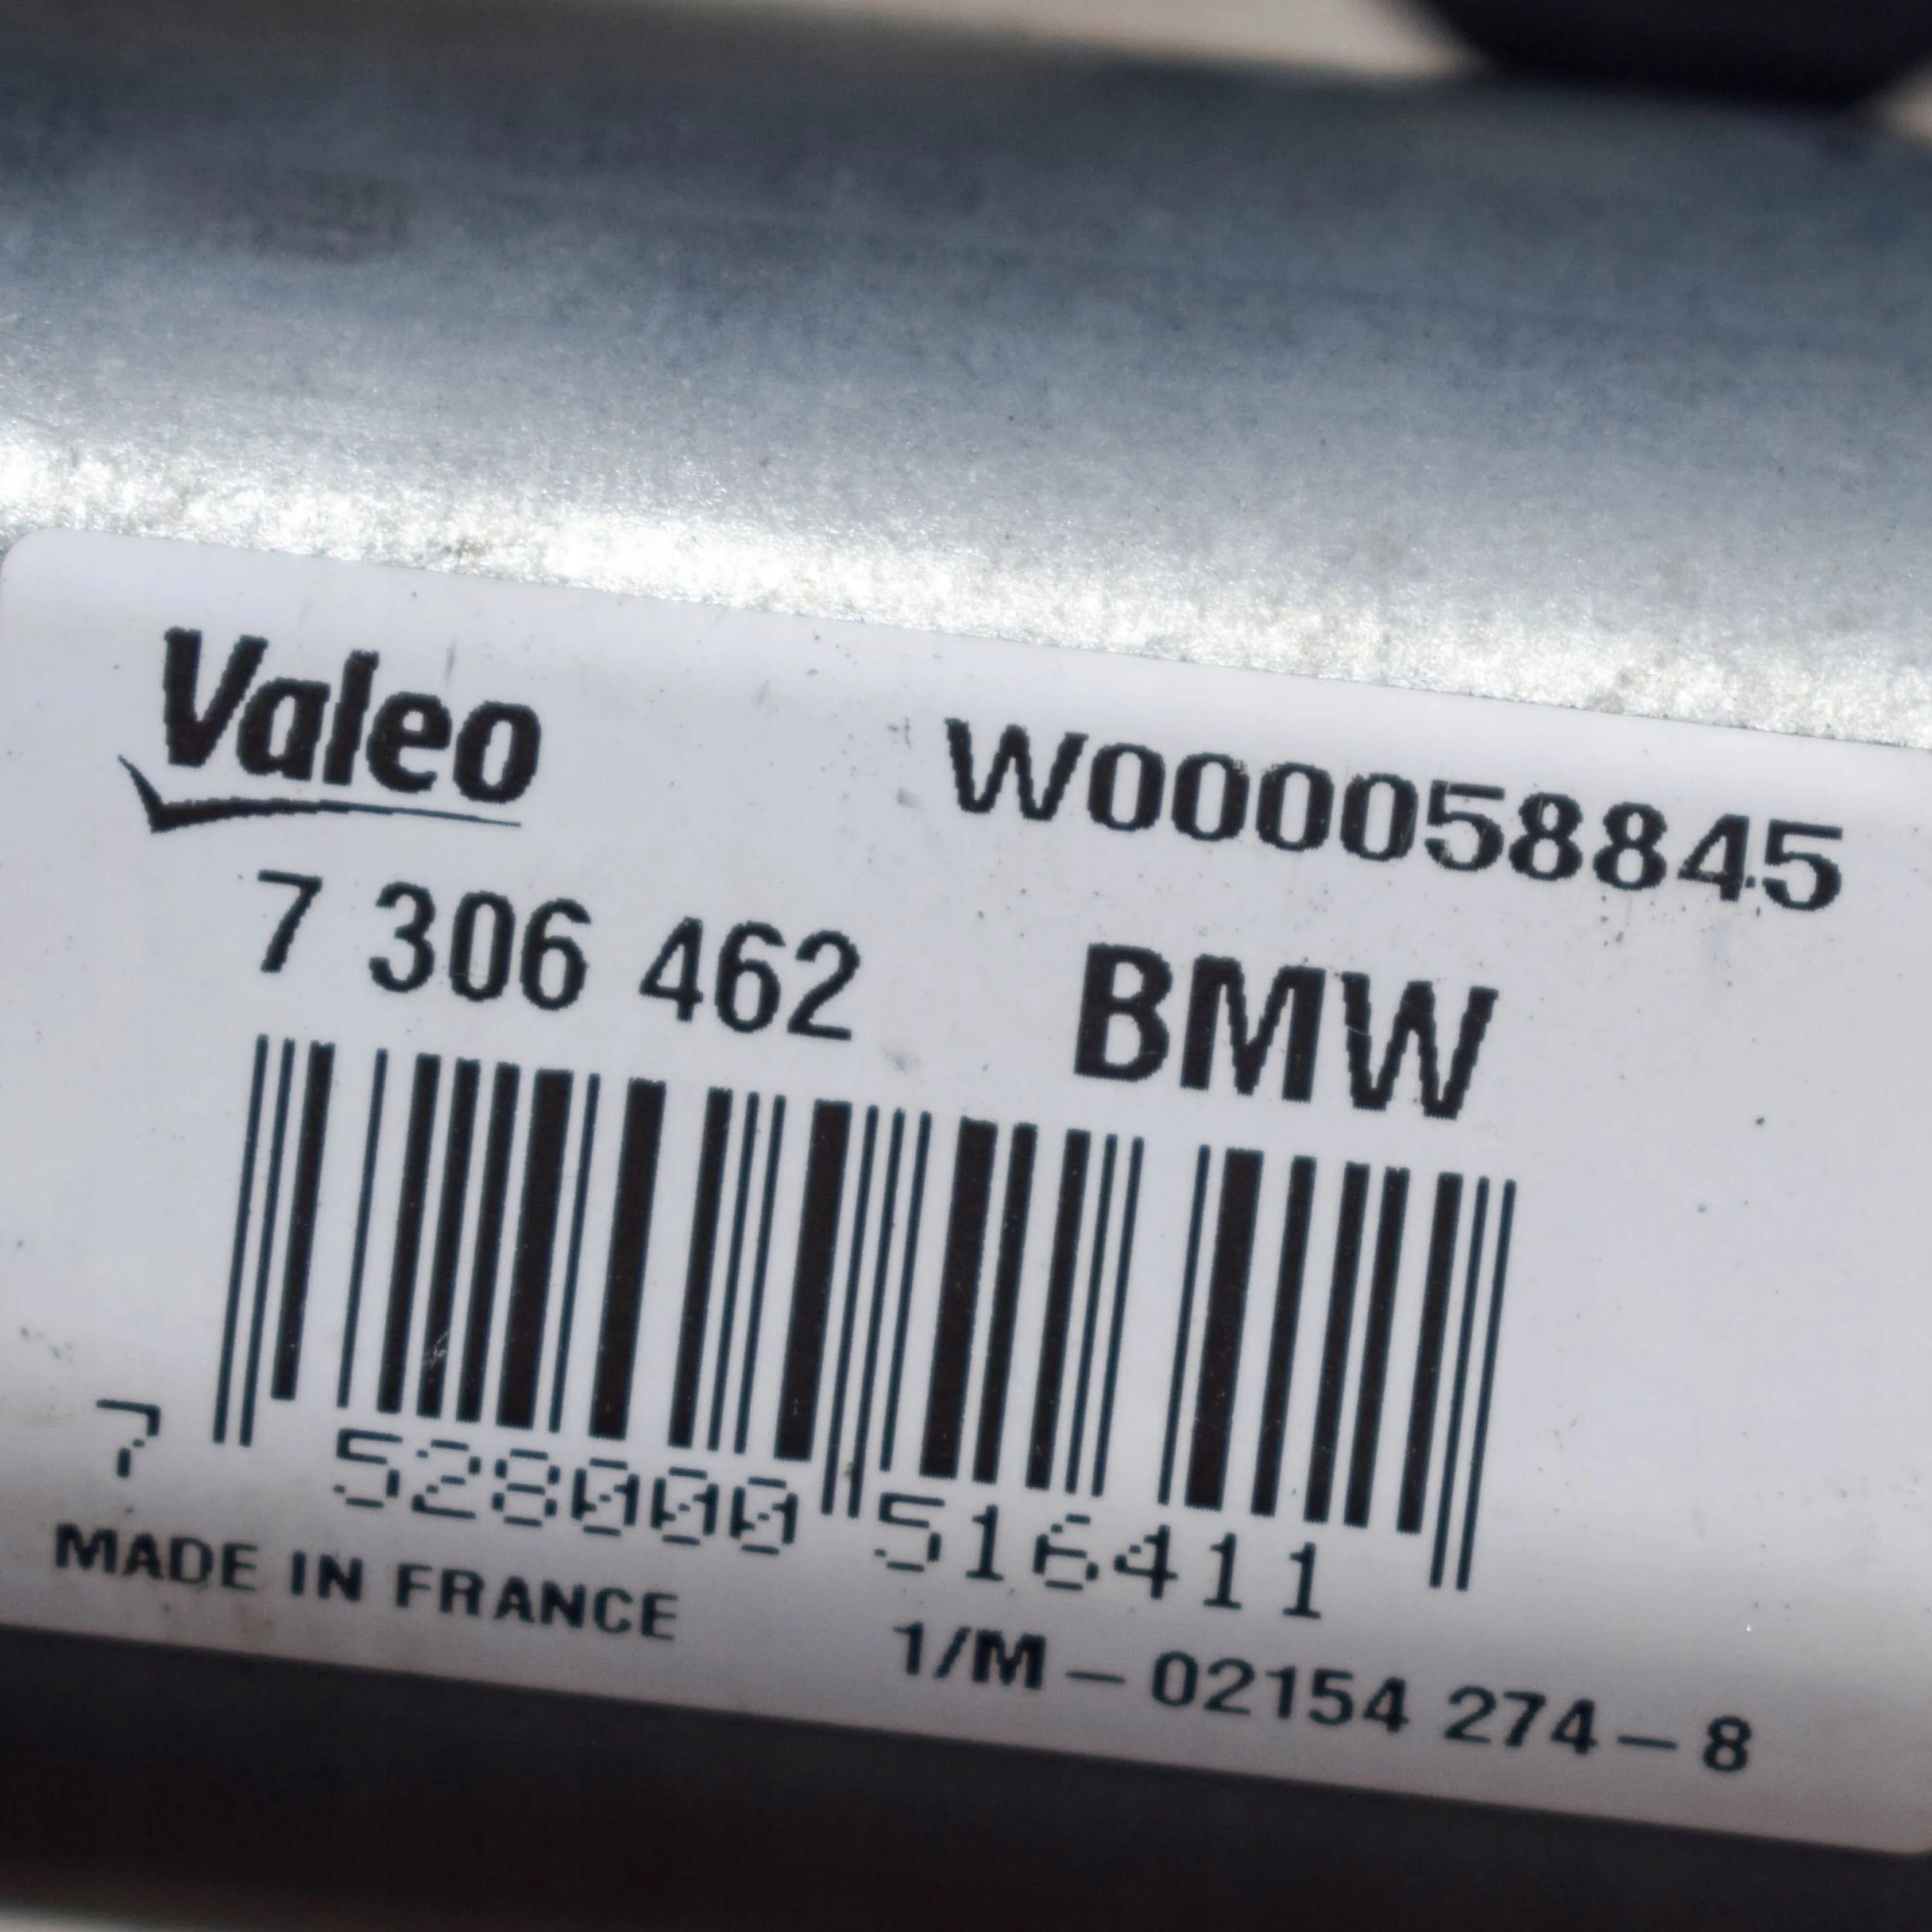 Valeo W000058845
7 306 462 BMW
7 528000 516411
MADE IN FRANCE 1/M - 02154 274 - 8